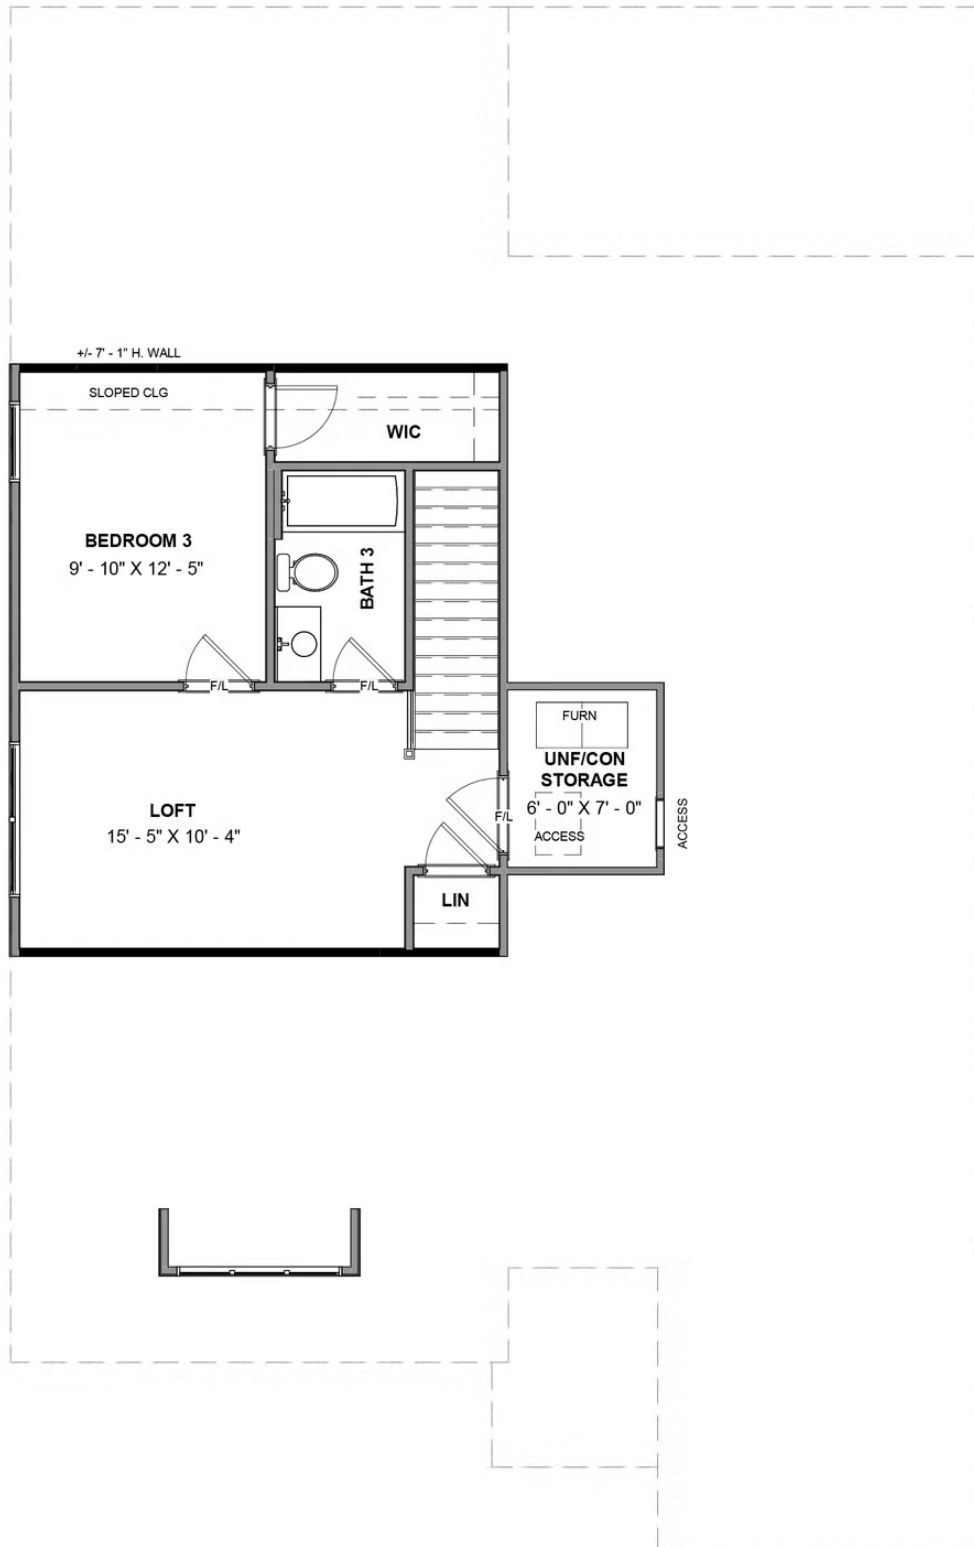 +/- 7' - 1" H. WALL
SLOPED CLG
WIC
BEDROOM 3
9' - 10" X 12' - 5"
BATH 3
F/L
F/L
FURN
UNF/CON
STORAGE
6' - 0" X 7' - 0"
F/L
ACCESS
ACCESS
LOFT
15' - 5" X 10' - 4"
LIN